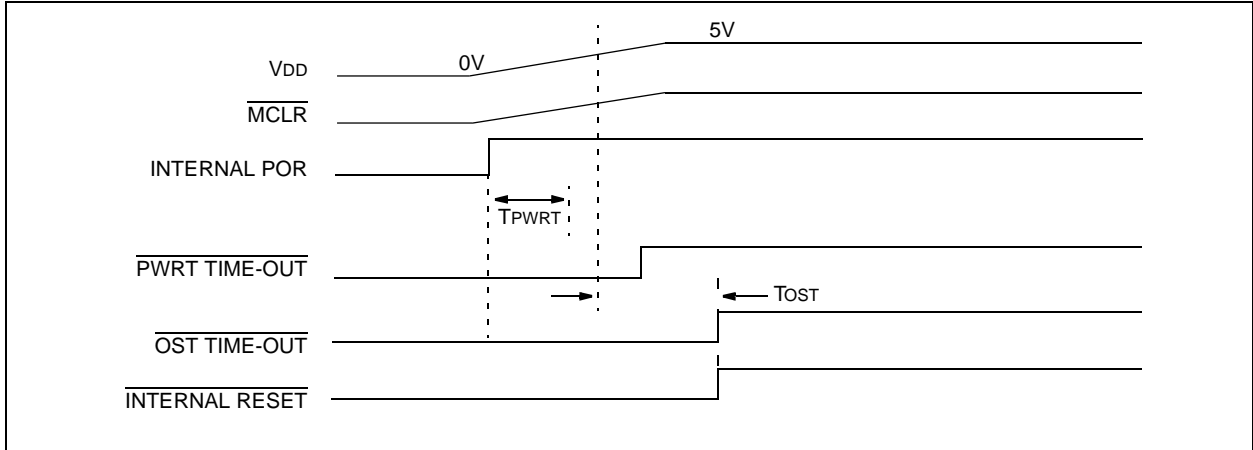 5V
0V
VDD
MCLR
INTERNAL POR
TPWRT
PWRT TIME-OUT
TOST
OST TIME-OUT
INTERNAL RESET